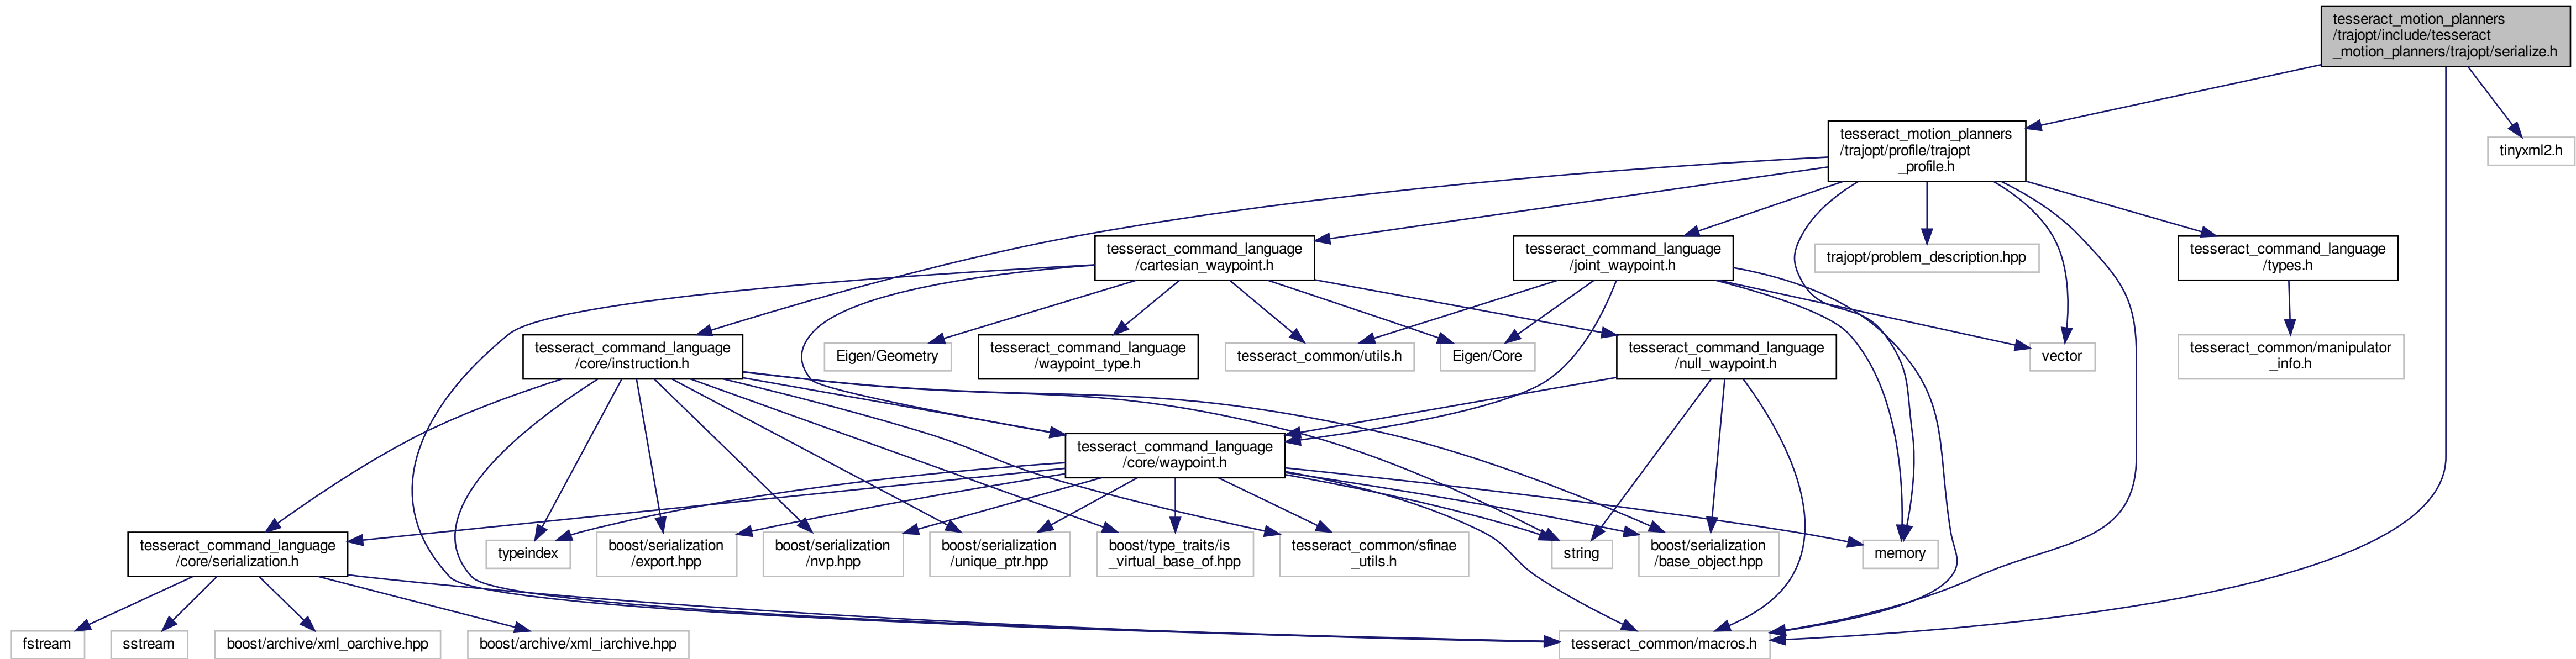 tesseract_motion_planners
/trajopt/include/tesseract
_motion_planners/trajopt/serialize.h
tesseract_motion_planners
/trajopt/profile/trajopt
_profile.h
tinyxml2.h
tesseract_command_language
/cartesian_waypoint.h
tesseract_command_language
/joint_waypoint.h
trajopt/problem_description.hpp
tesseract_command_language
/types.h
tesseract_command_language
/core/instruction.h
Eigen/Geometry
tesseract_command_language
/waypoint_type.h
tesseract_common/utils.h
Eigen/Core
tesseract_command_language
/null_waypoint.h
vector
tesseract_common/manipulator
_info.h
tesseract_command_language
/core/waypoint.h
tesseract_command_language
/core/serialization.h
typeindex
boost/serialization
/export.hpp
boost/serialization
/nvp.hpp
boost/serialization
/unique_ptr.hpp
boost/type_traits/is
_virtual_base_of.hpp
tesseract_common/sfinae
_utils.h
string
boost/serialization
/base_object.hpp
memory
fstream
sstream
boost/archive/xml_oarchive.hpp
boost/archive/xml_iarchive.hpp
tesseract_common/macros.h